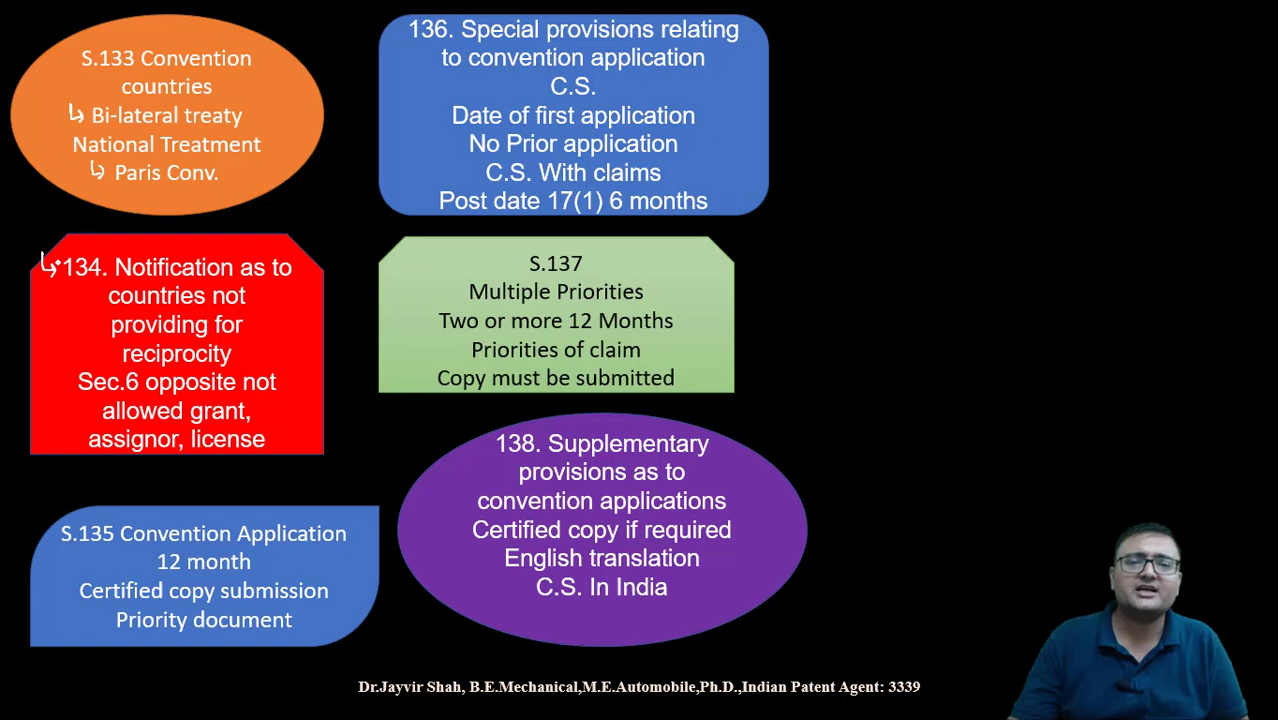 S.133 Convention
countries
↳ Bi-lateral treaty
National Treatment
↳ Paris Conv.
↳ 134. Notification as to
countries not
providing for
reciprocity
Sec.6 opposite not
allowed grant,
assignor, license
S.135 Convention Application
12 month
Certified copy submission
Priority document
136. Special provisions relating
to convention application
C.S.
Date of first application
No Prior application
C.S. With claims
Post date 17(1) 6 months
S.137
Multiple Priorities
Two or more 12 Months
Priorities of claim
Copy must be submitted
138. Supplementary
provisions as to
convention applications
Certified copy if required
English translation
C.S. In India
Dr.Jayvir Shah, B.E.Mechanical,M.E.Automobile,Ph.D.,Indian Patent Agent: 3339